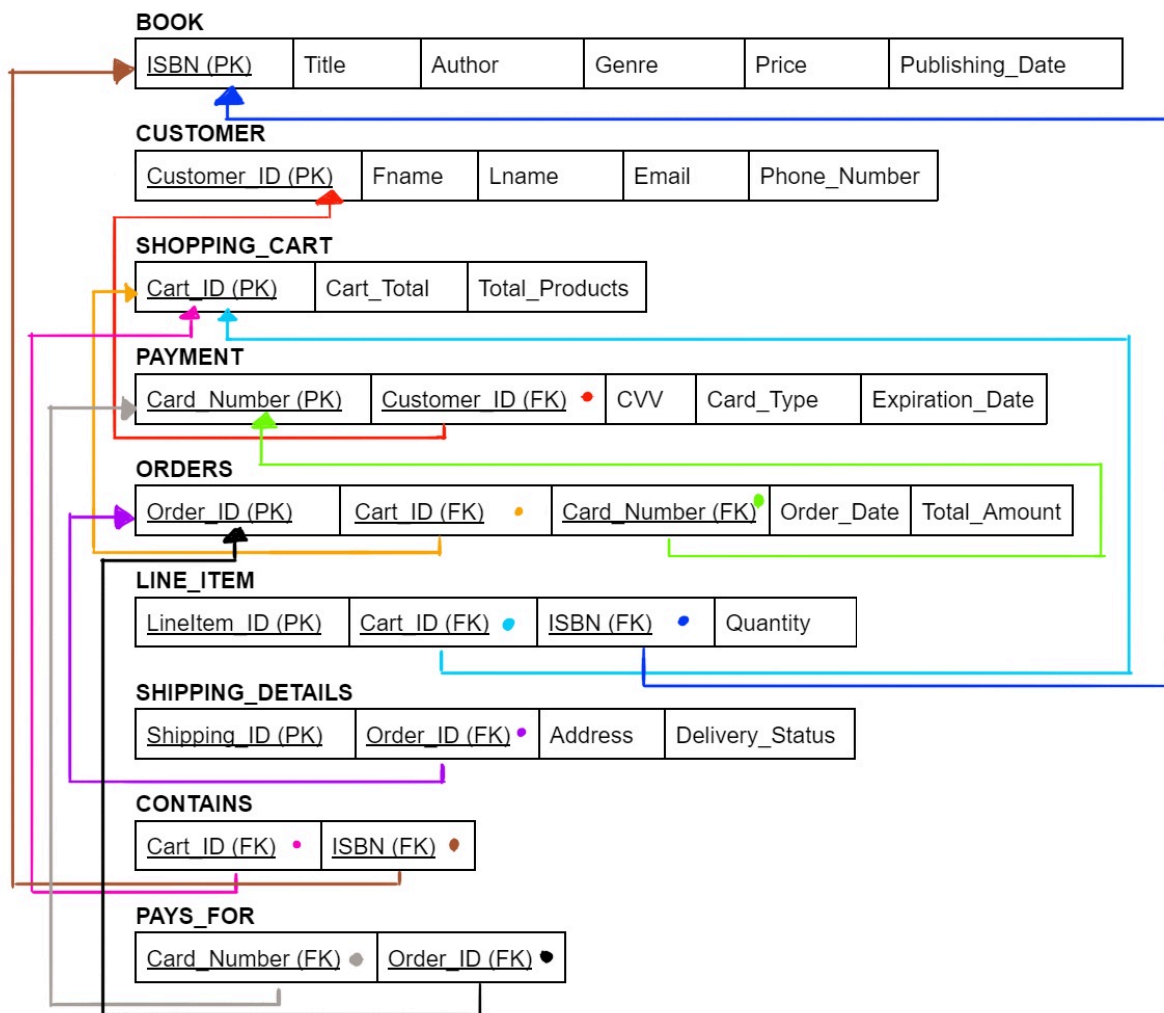 BOOK
ISBN (PK) Title Author Genre Price Publishing_Date
CUSTOMER
Customer_ID (PK) Fname Lname Email Phone_Number
SHOPPING_CART
Cart_ID (PK) Cart_Total Total_Products
PAYMENT
Card_Number (PK) Customer_ID (FK) CVV Card_Type Expiration_Date
ORDERS
Order_ID (PK) Cart_ID (FK) Card_Number (FK) Order_Date Total_Amount
LINE_ITEM
LineItem_ID (PK) Cart_ID (FK) ISBN (FK) Quantity
SHIPPING_DETAILS
Shipping_ID (PK) Order_ID (FK) Address Delivery_Status
CONTAINS
Cart_ID (FK) ISBN (FK)
PAYS_FOR
Card_Number (FK) Order_ID (FK)